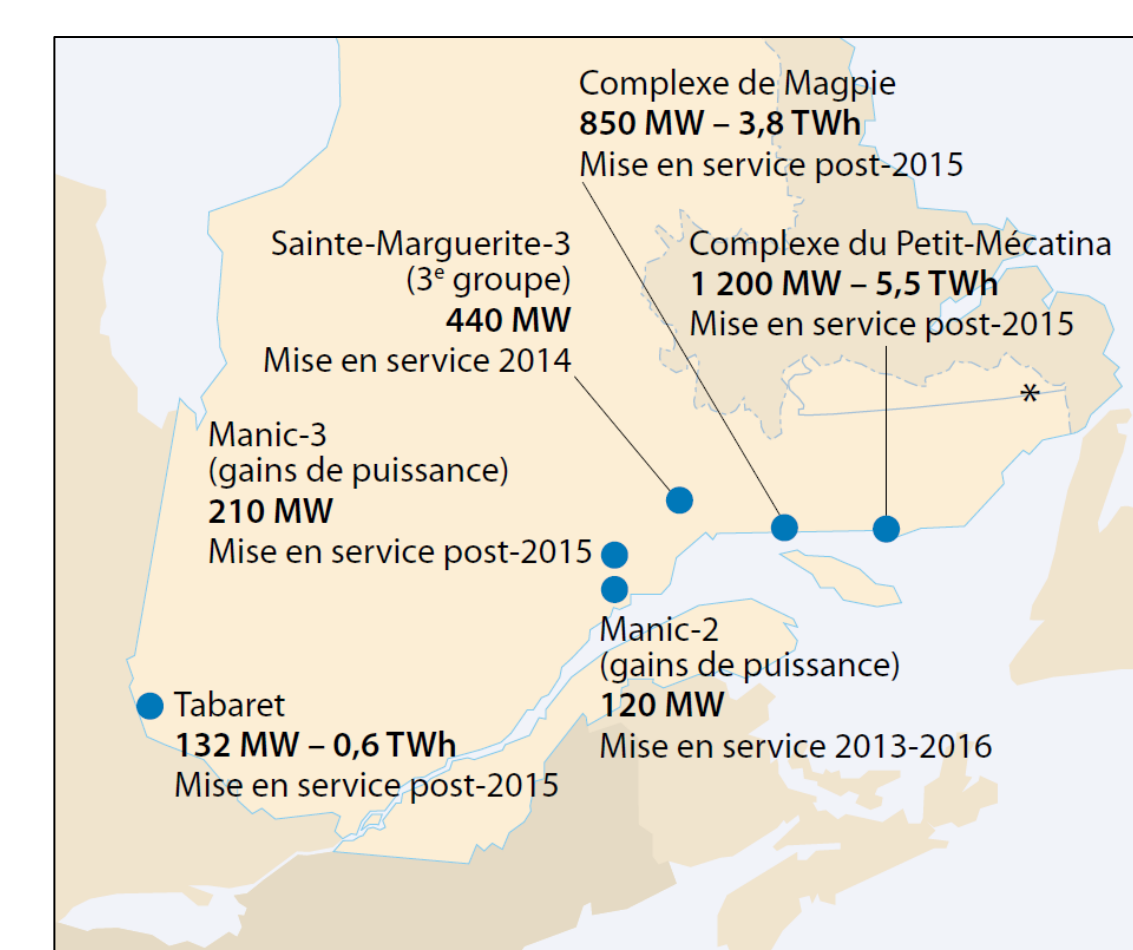 Complexe de Magpie
850 MW – 3,8 TWh
Mise en service post-2015
Sainte-Marguerite-3
(3e groupe)
440 MW
Mise en service 2014
Complexe du Petit-Mécatina
1 200 MW – 5,5 TWh
Mise en service post-2015
*
Manic-3
(gains de puissance)
210 MW
Mise en service post-2015
Manic-2
(gains de puissance)
120 MW
Mise en service 2013-2016
Tabaret
132 MW – 0,6 TWh
Mise en service post-2015